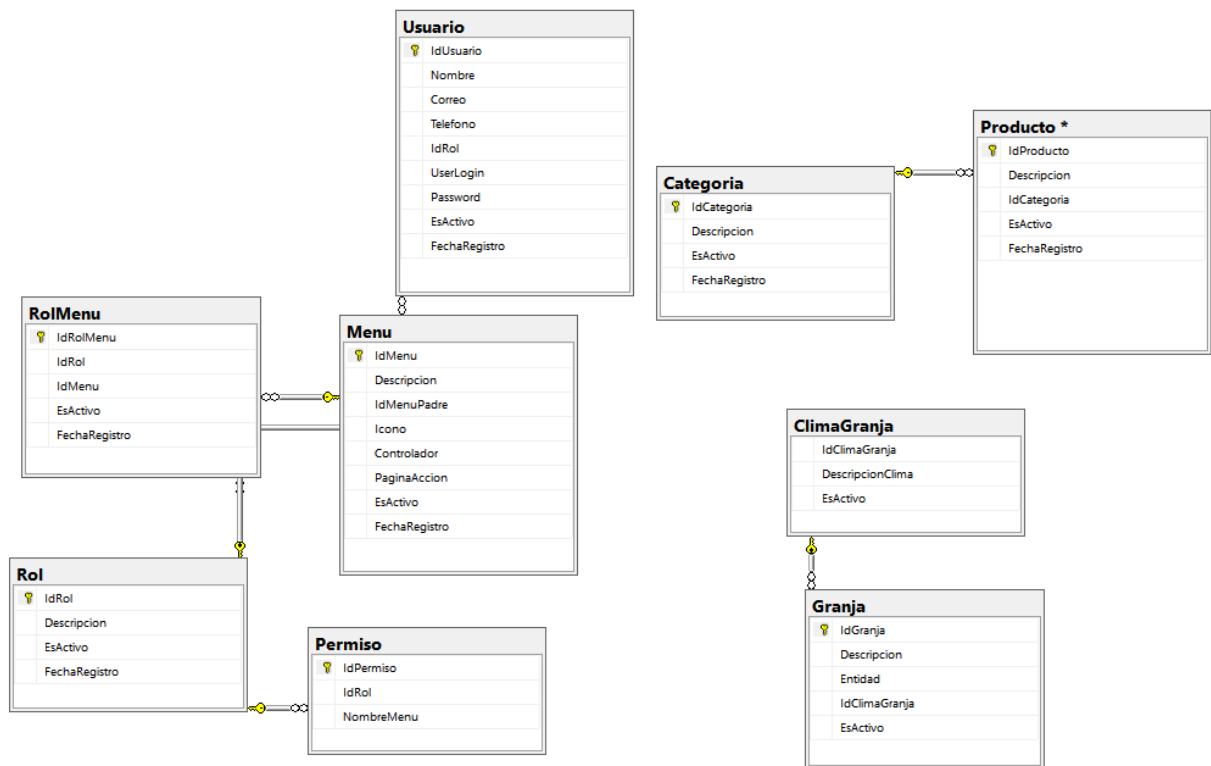 Usuario
IdUsuario
Nombre
Correo
Telefono
IdRol
UserLogin
Password
EsActivo
FechaRegistro
Categoria
IdCategoria
Descripcion
EsActivo
FechaRegistro
Producto *
IdProducto
Descripcion
IdCategoria
EsActivo
FechaRegistro
RolMenu
IdRolMenu
IdRol
IdMenu
EsActivo
FechaRegistro
Menu
IdMenu
Descripcion
IdMenuPadre
Icono
Controlador
PaginaAccion
EsActivo
FechaRegistro
ClimaGranja
IdClimaGranja
DescripcionClima
EsActivo
Rol
IdRol
Descripcion
EsActivo
FechaRegistro
Permiso
IdPermiso
IdRol
NombreMenu
Granja
IdGranja
Descripcion
Entidad
IdClimaGranja
EsActivo